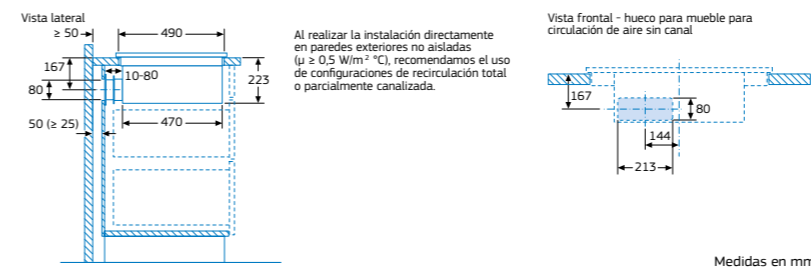 Vista lateral
≥ 50
490
167
10-80
223
80
50 (≥ 25)
470
Al realizar la instalación directamente
en paredes exteriores no aisladas
(µ ≥ 0,5 W/m² °C), recomendamos el uso
de configuraciones de recirculación total
o parcialmente canalizada.
Vista frontal - hueco para mueble para
circulación de aire sin canal
167
80
144
213
Medidas en mm